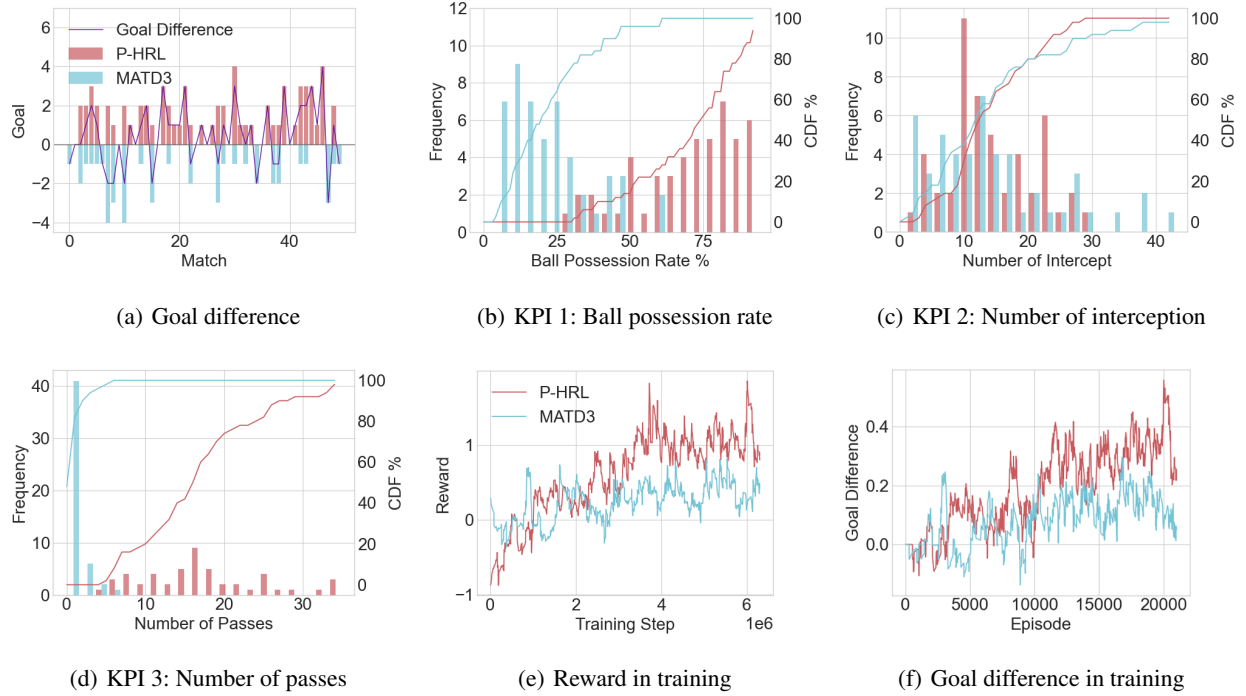 6
4
2
0
−2
−4
Goal
Goal Difference
P-HRL
MATD3
0
20
40
Match
(a) Goal difference
12
10
8
6
4
2
0
Frequency
100
80
60
40
20
0
CDF %
0
25
50
75
Ball Possession Rate %
(b) KPI 1: Ball possession rate
10
8
6
4
2
0
Frequency
100
80
60
40
20
0
CDF %
0
10
20
30
40
Number of Intercept
(c) KPI 2: Number of interception
40
30
20
10
0
Frequency
100
80
60
40
20
0
CDF %
0
10
20
30
Number of Passes
(d) KPI 3: Number of passes
1
0
−1
Reward
P-HRL
MATD3
0
2
4
6
1e6
Training Step
(e) Reward in training
0.4
0.2
0.0
Goal Difference
0
5000
10000
15000
20000
Episode
(f) Goal difference in training